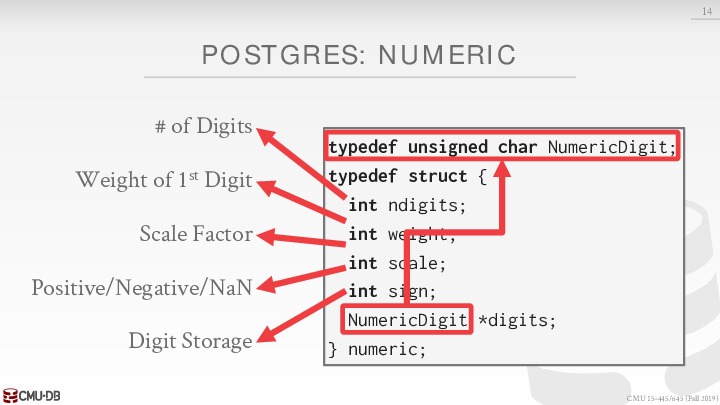 14
POSTGRES: NUMERIC
# of Digits
Weight of 1st Digit
Scale Factor
Positive/Negative/NaN
Digit Storage
typedef unsigned char NumericDigit;
typedef struct {
int ndigits;
int weight;
int scale;
int sign;
NumericDigit *digits;
} numeric;
CMU·DB
CMU 15-445/645 (Fall 2019)